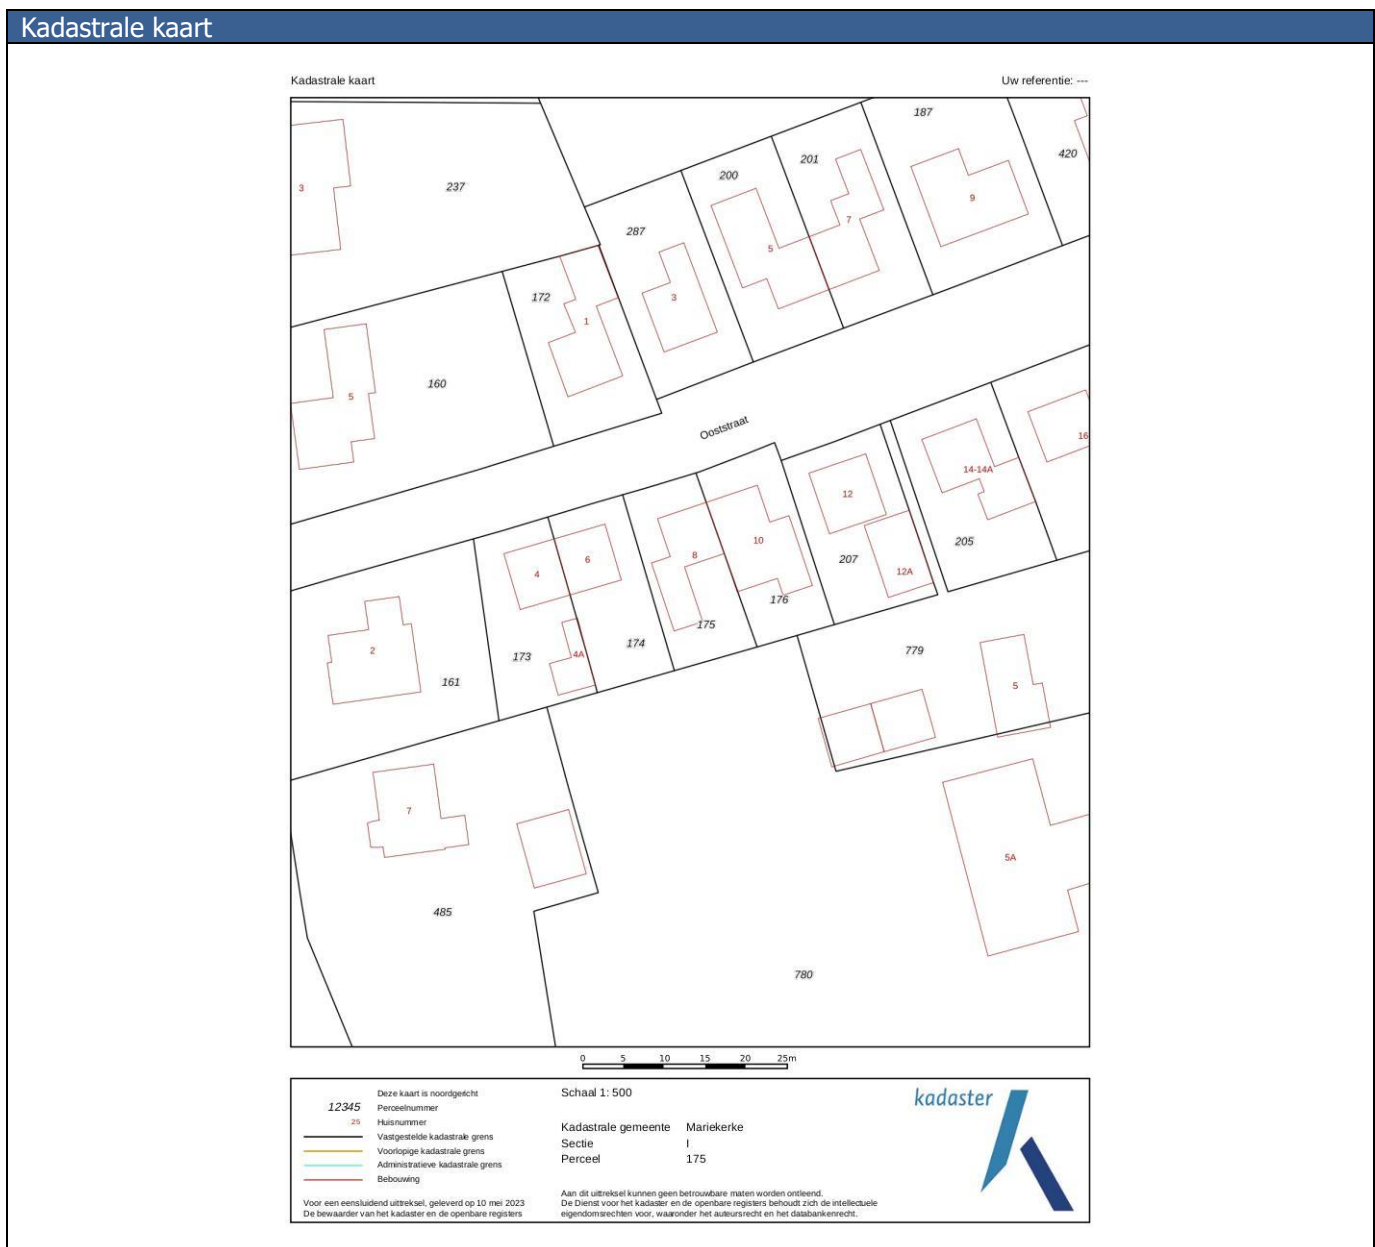 Kadastrale kaart
Kadastrale kaart
Uw referentie: ---
187
201
420
200
237
3
9
7
287
5
172
3
1
160
5
Ooststraat
16
14-14A
12
205
8
10
207
6
4
12A
176
175
174
2
4A
173
779
161
5
7
5A
485
780
0 5 10 15 20 25m
Deze kaart is noordgericht
12345 Perceelnummer
25 Huisnummer
Vastgestelde kadastrale grens
Voorlopige kadastrale grens
Administratieve kadastrale grens
Bebouwing
Voor een eensluidend uittreksel, geleverd op 10 mei 2023
De bewaarder van het kadaster en de openbare registers
Schaal 1: 500
Kadastrale gemeente Mariekerke
Sectie I
Perceel 175
Aan dit uittreksel kunnen geen betrouwbare maten worden ontleend.
De Dienst voor het kadaster en de openbare registers behoudt zich de intellectuele
eigendomsrechten voor, waaronder het auteursrecht en het databankenrecht.
kadaster